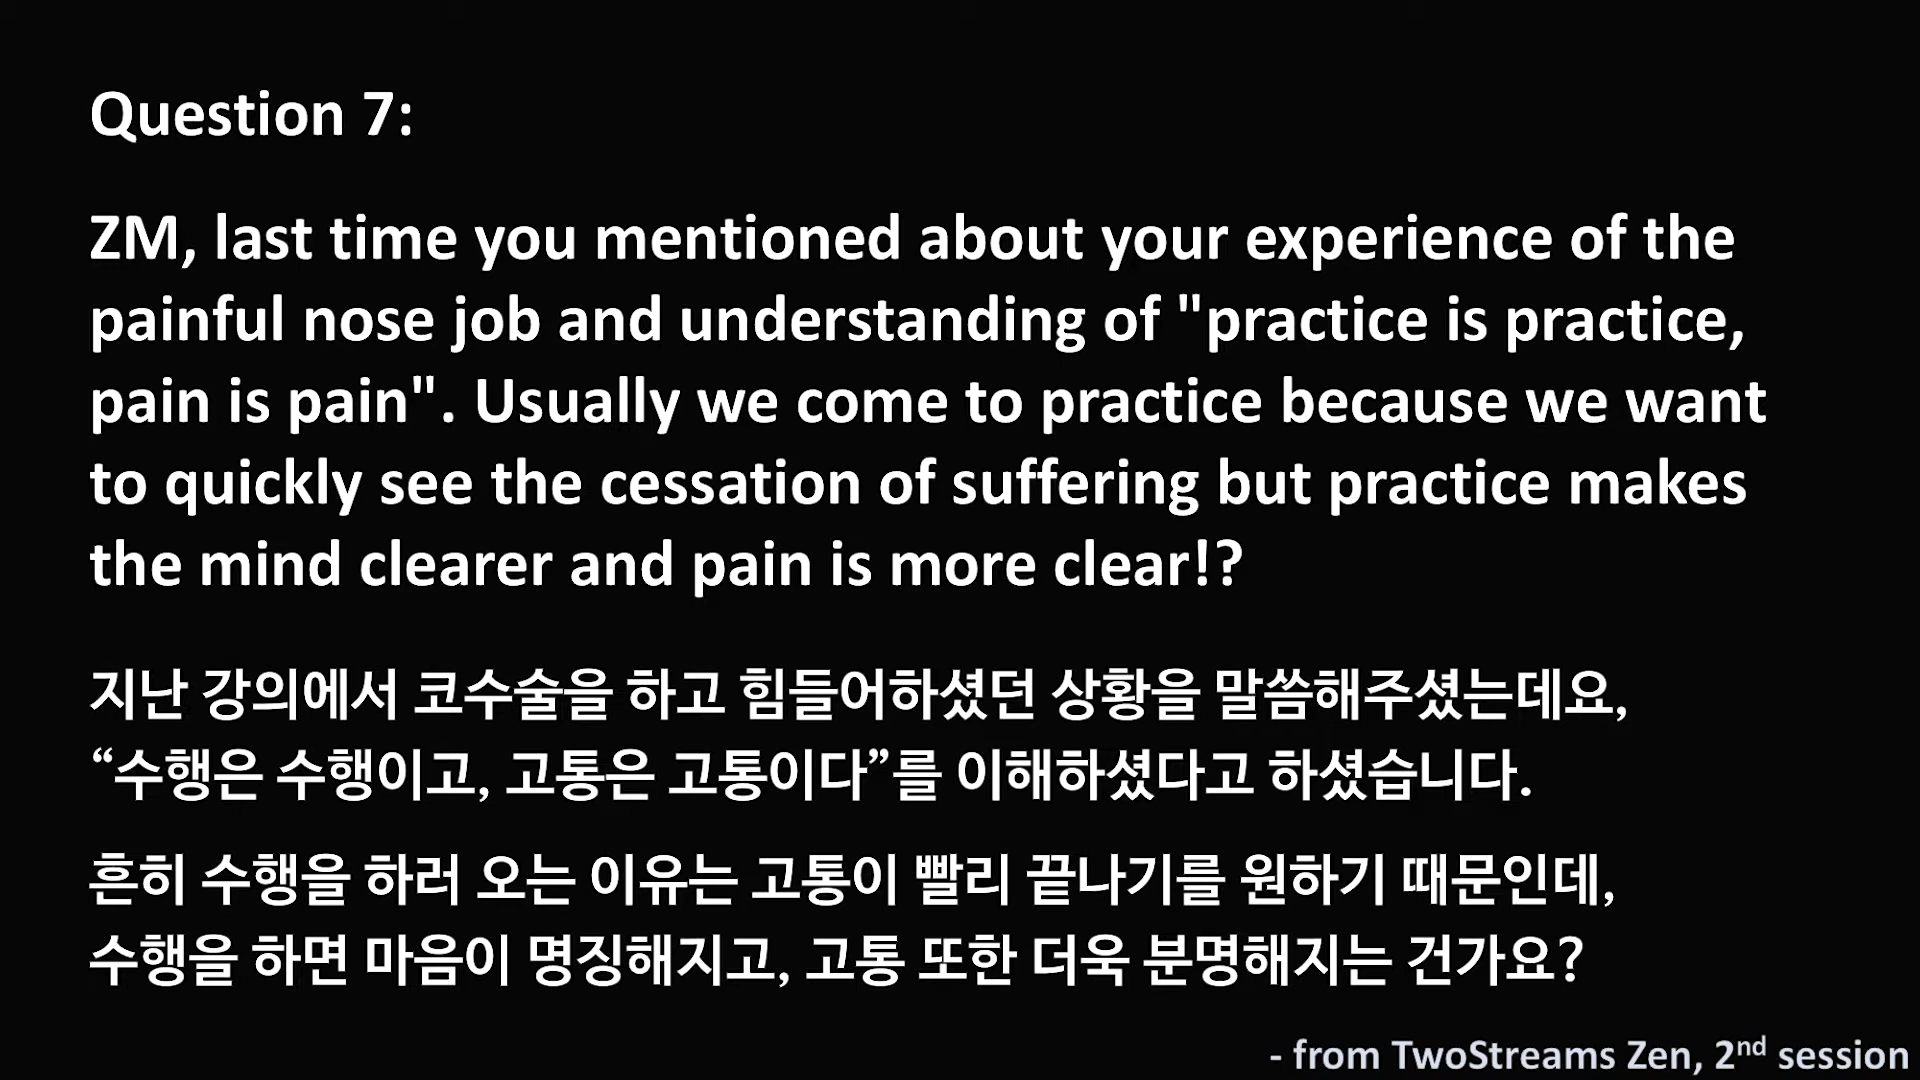 Question 7:
ZM, last time you mentioned about your experience of the
painful nose job and understanding of "practice is practice,
pain is pain". Usually we come to practice because we want
to quickly see the cessation of suffering but practice makes
the mind clearer and pain is more clear!?
지난 강의에서 코수술을 하고 힘들어하셨던 상황을 말씀해주셨는데요,
“수행은 수행이고, 고통은 고통이다”를 이해하셨다고 하셨습니다.
흔히 수행을 하러 오는 이유는 고통이 빨리 끝나기를 원하기 때문인데,
수행을 하면 마음이 명징해지고, 고통 또한 더욱 분명해지는 건가요?
- from TwoStreams Zen, 2nd session